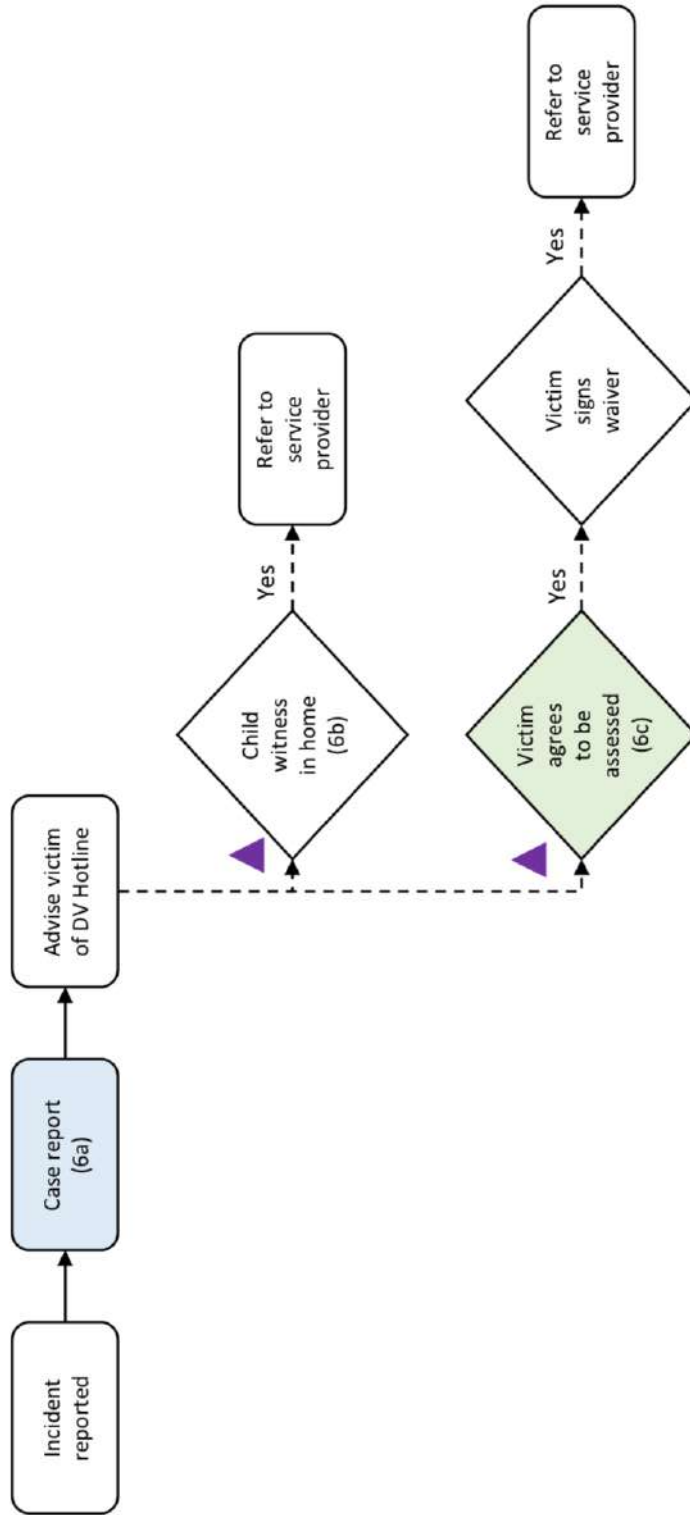 Incident
reported
Case report
(6a)
Advise victim
of DV Hotline
Child
witness
in home
(6b)
Yes
Refer to
service
provider
Victim
agrees
to be
assessed
(6c)
Yes
Victim
signs
waiver
Yes
Refer to
service
provider